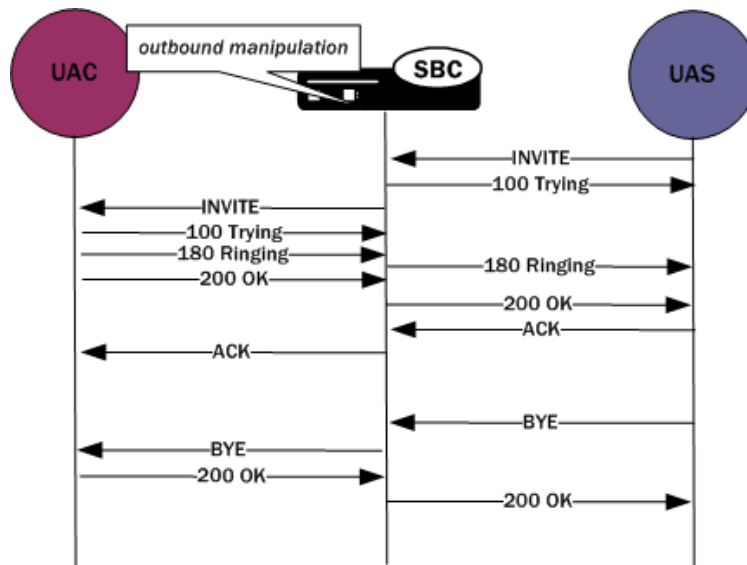 outbound manipulation
UAC
SBC
UAS
INVITE
100 Trying
INVITE
100 Trying
180 Ringing
180 Ringing
200 OK
200 OK
ACK
ACK
BYE
BYE
200 OK
200 OK